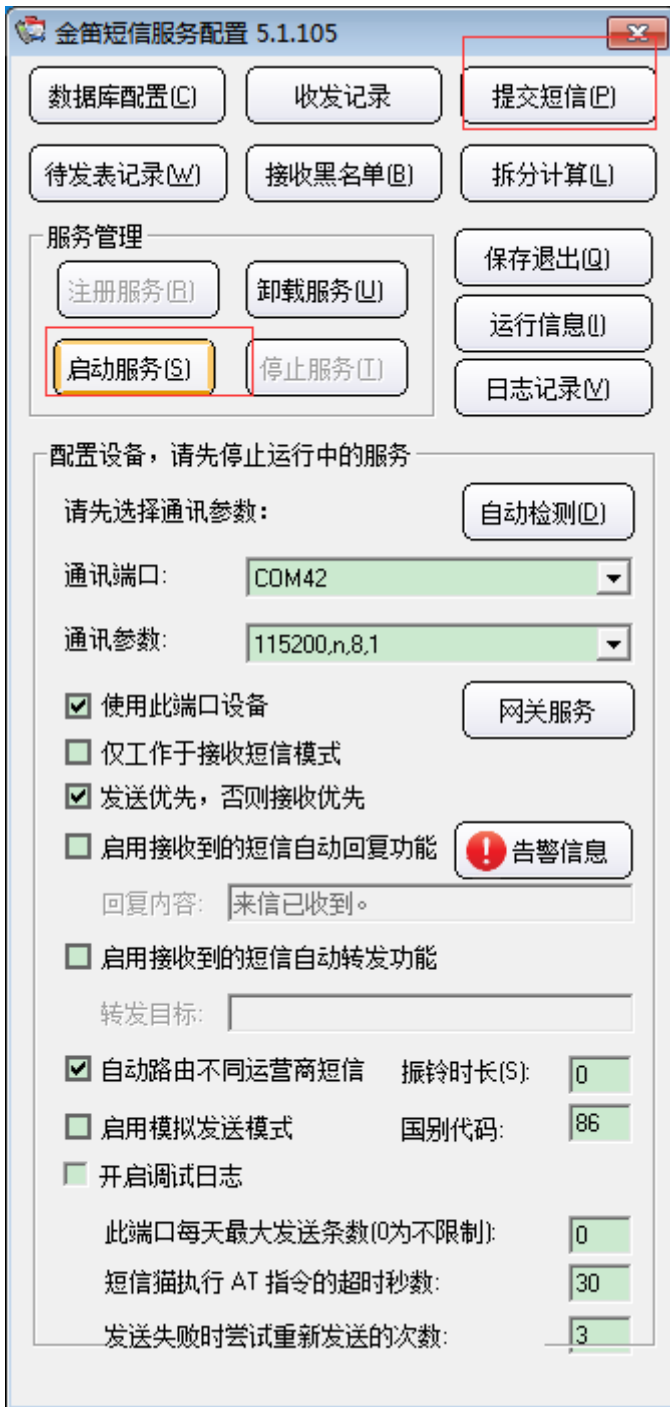 金笛短信服务配置 5.1.105
数据库配置(C) 收发记录 提交短信(P)
待发表记录(W) 接收黑名单(B) 拆分计算(L)
服务管理
注册服务(R) 卸载服务(U) 保存退出(Q)
启动服务(S) 停止服务(T) 运行信息(I)
日志记录(V)
配置设备，请先停止运行中的服务
请先选择通讯参数: 自动检测(D)
通讯端口: COM42
通讯参数: 115200,n,8,1
使用此端口设备 网关服务
仅工作于接收短信模式
发送优先，否则接收优先
启用接收到的短信自动回复功能 告警信息
回复内容: 来信已收到。
启用接收到的短信自动转发功能
转发目标:
自动路由不同运营商短信 振铃时长(S): 0
启用模拟发送模式 国别代码: 86
开启调试日志
此端口每天最大发送条数(0为不限制): 0
短信猫执行 AT 指令的超时秒数: 30
发送失败时尝试重新发送的次数: 3